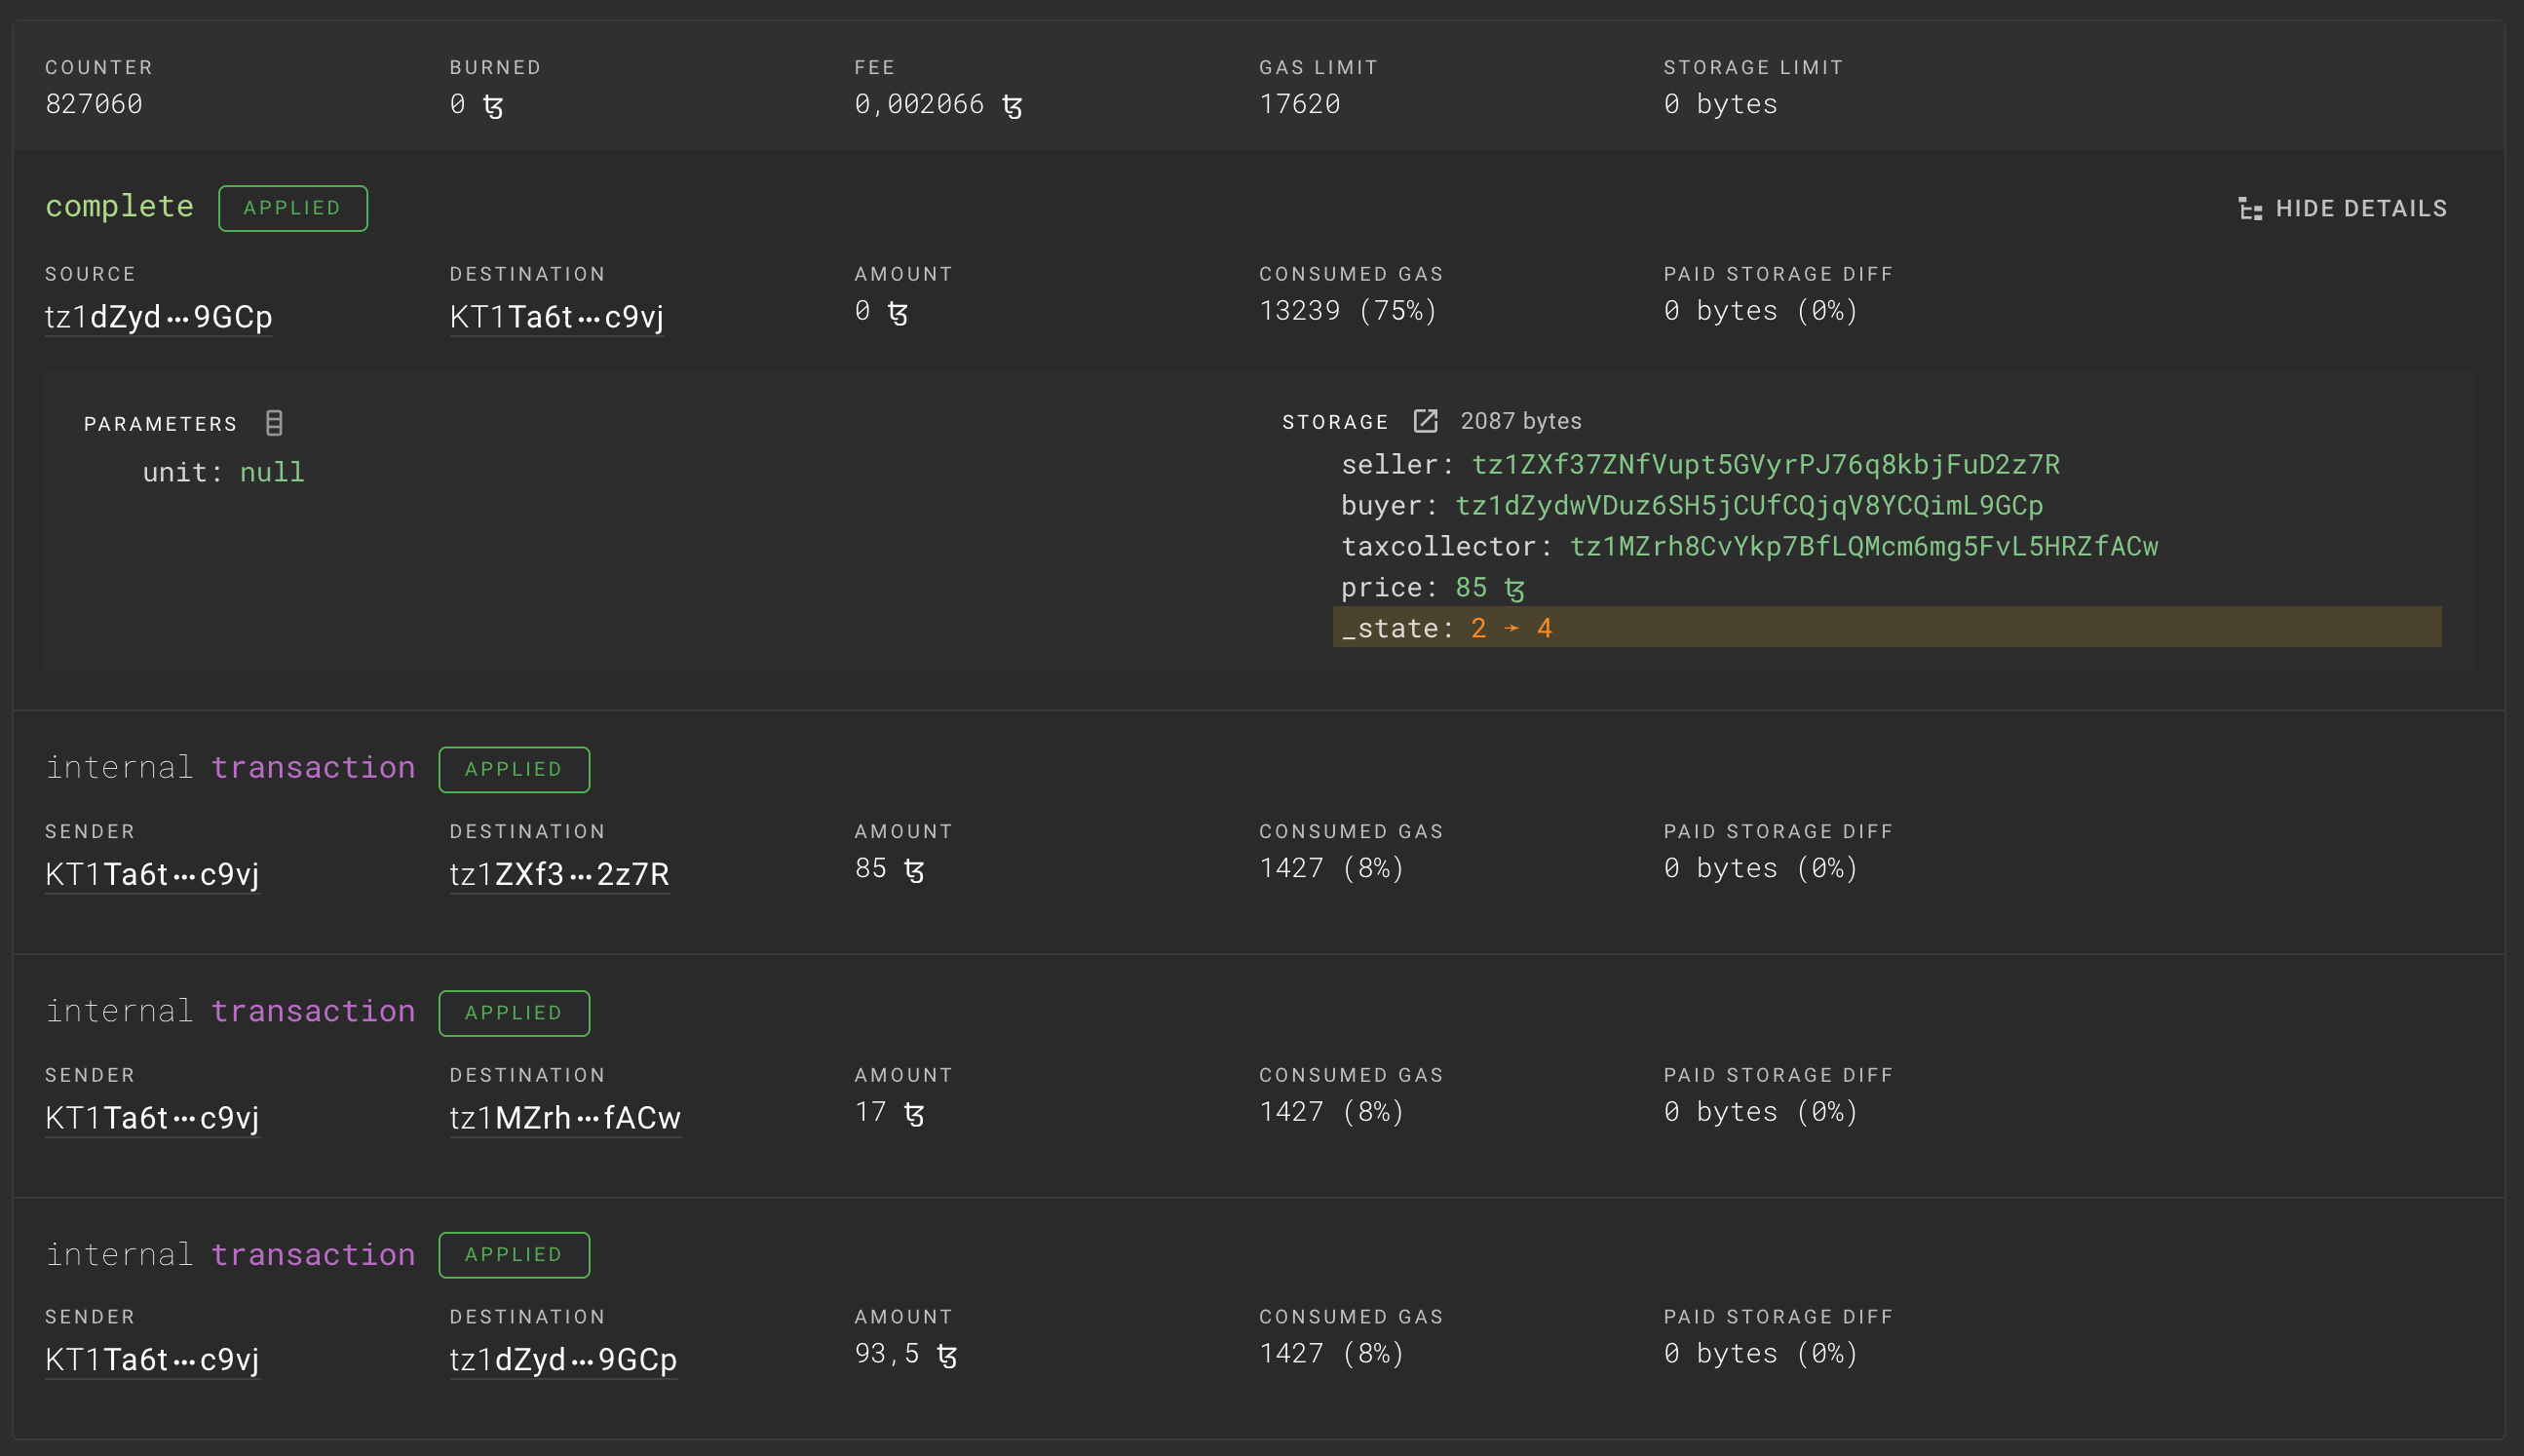 COUNTER BURNED FEE GAS LIMIT STORAGE LIMIT
827060 0 ꜩ 0,002066 ꜩ 17620 0 bytes
complete APPLIED HIDE DETAILS
SOURCE DESTINATION AMOUNT CONSUMED GAS PAID STORAGE DIFF
tz1dZyd···9GCp KT1Ta6t···c9vj 0 ꜩ 13239 (75%) 0 bytes (0%)
PARAMETERS
unit: null
STORAGE 2087 bytes
seller: tz1ZXf37ZNfVupt5GVyrPJ76q8kbjFuD2z7R
buyer: tz1dZydwVDuz6SH5jCUfCQjqV8YCQimL9GCp
taxcollector: tz1MZrh8CvYkp7BfLQMcm6mg5FvL5HRZfACw
price: 85 ꜩ
_state: 2 → 4
internal transaction APPLIED
SENDER DESTINATION AMOUNT CONSUMED GAS PAID STORAGE DIFF
KT1Ta6t···c9vj tz1ZXf3···2z7R 85 ꜩ 1427 (8%) 0 bytes (0%)
internal transaction APPLIED
SENDER DESTINATION AMOUNT CONSUMED GAS PAID STORAGE DIFF
KT1Ta6t···c9vj tz1MZrh···fACw 17 ꜩ 1427 (8%) 0 bytes (0%)
internal transaction APPLIED
SENDER DESTINATION AMOUNT CONSUMED GAS PAID STORAGE DIFF
KT1Ta6t···c9vj tz1dZyd···9GCp 93,5 ꜩ 1427 (8%) 0 bytes (0%)